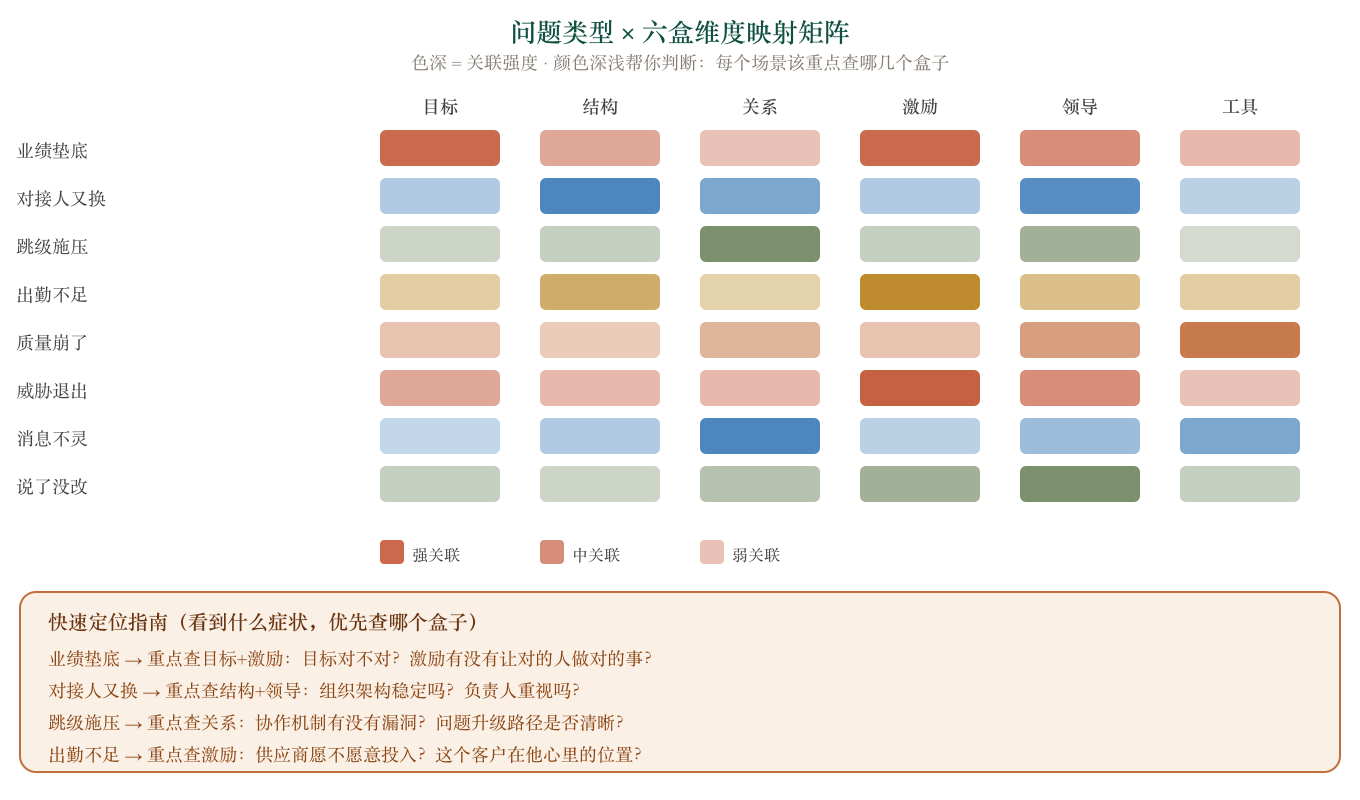 问题类型 × 六盒维度映射矩阵
色深 = 关联强度 · 颜色深浅帮你判断：每个场景该重点查哪几个盒子
目标 结构 关系 激励 领导 工具
业绩垫底
对接人又换
跳级施压
出勤不足
质量崩了
威胁退出
消息不灵
说了没改
强关联 中关联 弱关联
快速定位指南（看到什么症状，优先查哪个盒子）
业绩垫底 → 重点查目标+激励：目标对不对？激励有没有让对的人做对的事？
对接人又换 → 重点查结构+领导：组织架构稳定吗？负责人重视吗？
跳级施压 → 重点查关系：协作机制有没有漏洞？问题升级路径是否清晰？
出勤不足 → 重点查激励：供应商愿不愿意投入？这个客户在他心里的位置？